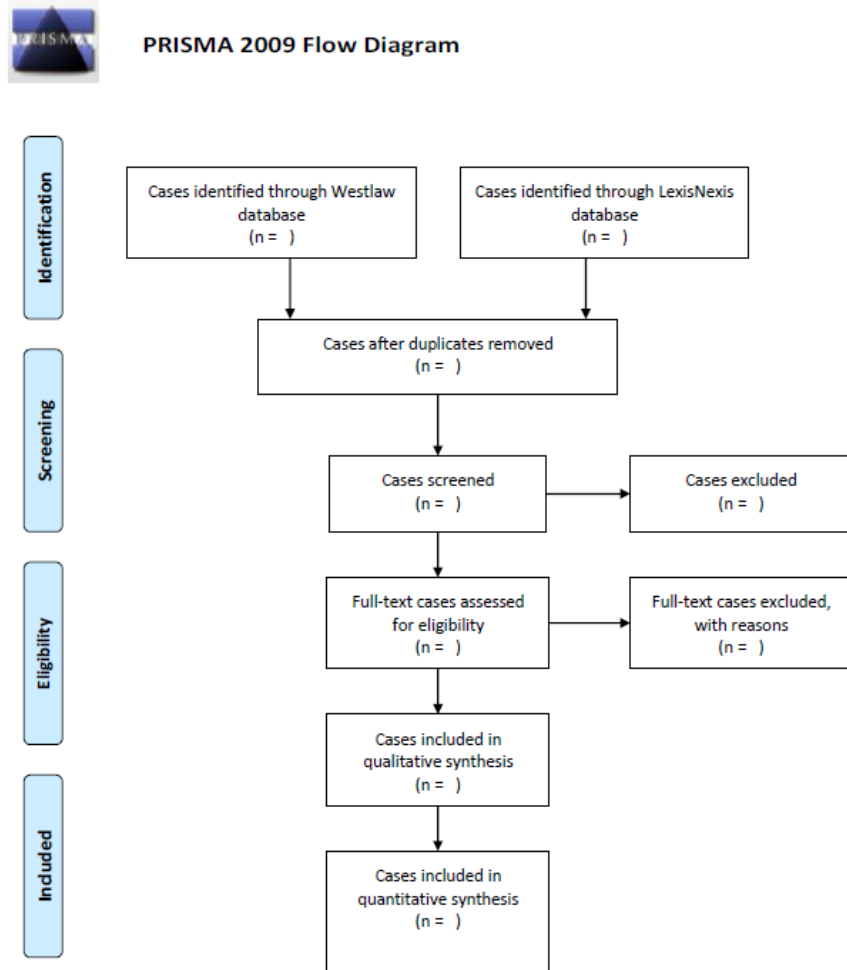 PRISMA
PRISMA 2009 Flow Diagram
Identification
Cases identified through Westlaw
database
(n =   )
Cases identified through LexisNexis
database
(n =   )
Cases after duplicates removed
(n =   )
Screening
Cases screened
(n =   )
Cases excluded
(n =   )
Eligibility
Full-text cases assessed
for eligibility
(n =   )
Full-text cases excluded,
with reasons
(n =   )
Cases included in
qualitative synthesis
(n =   )
Included
Cases included in
quantitative synthesis
(n =   )